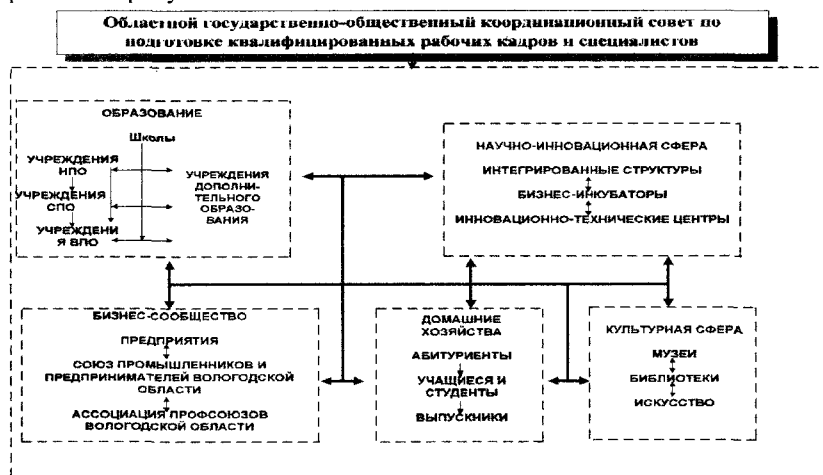 Областной государственно-общественный координационный совет по
подготовке квалифицированных рабочих кадров и специалистов
ОБРАЗОВАНИЕ
Школы
УЧРЕЖДЕНИЯ
НПО
УЧРЕЖДЕНИЯ
СПО
УЧРЕЖДЕНИ
Я ВПО
УЧРЕЖДЕНИЯ
ДОПОЛНИ-
ТЕЛЬНОГО
ОБРАЗО-
ВАНИЯ
НАУЧНО-ИННОВАЦИОННАЯ СФЕРА
ИНТЕГРИРОВАННЫЕ СТРУКТУРЫ
БИЗНЕС-ИНКУБАТОРЫ
ИННОВАЦИОННО-ТЕХНИЧЕСКИЕ ЦЕНТРЫ
БИЗНЕС-СООБЩЕСТВО
ПРЕДПРИЯТИЯ
СОЮЗ ПРОМЫШЛЕННИКОВ И
ПРЕДПРИНИМАТЕЛЕЙ ВОЛОГОДСКОЙ
ОБЛАСТИ
АССОЦИАЦИЯ ПРОФСОЮЗОВ
ВОЛОГОДСКОЙ ОБЛАСТИ
ДОМАШНИЕ
ХОЗЯЙСТВА
АБИТУРИЕНТЫ
УЧАЩИЕСЯ И
СТУДЕНТЫ
ВЫПУСКНИКИ
КУЛЬТУРНАЯ СФЕРА
МУЗЕИ
БИБЛИОТЕКИ
ИСКУССТВО